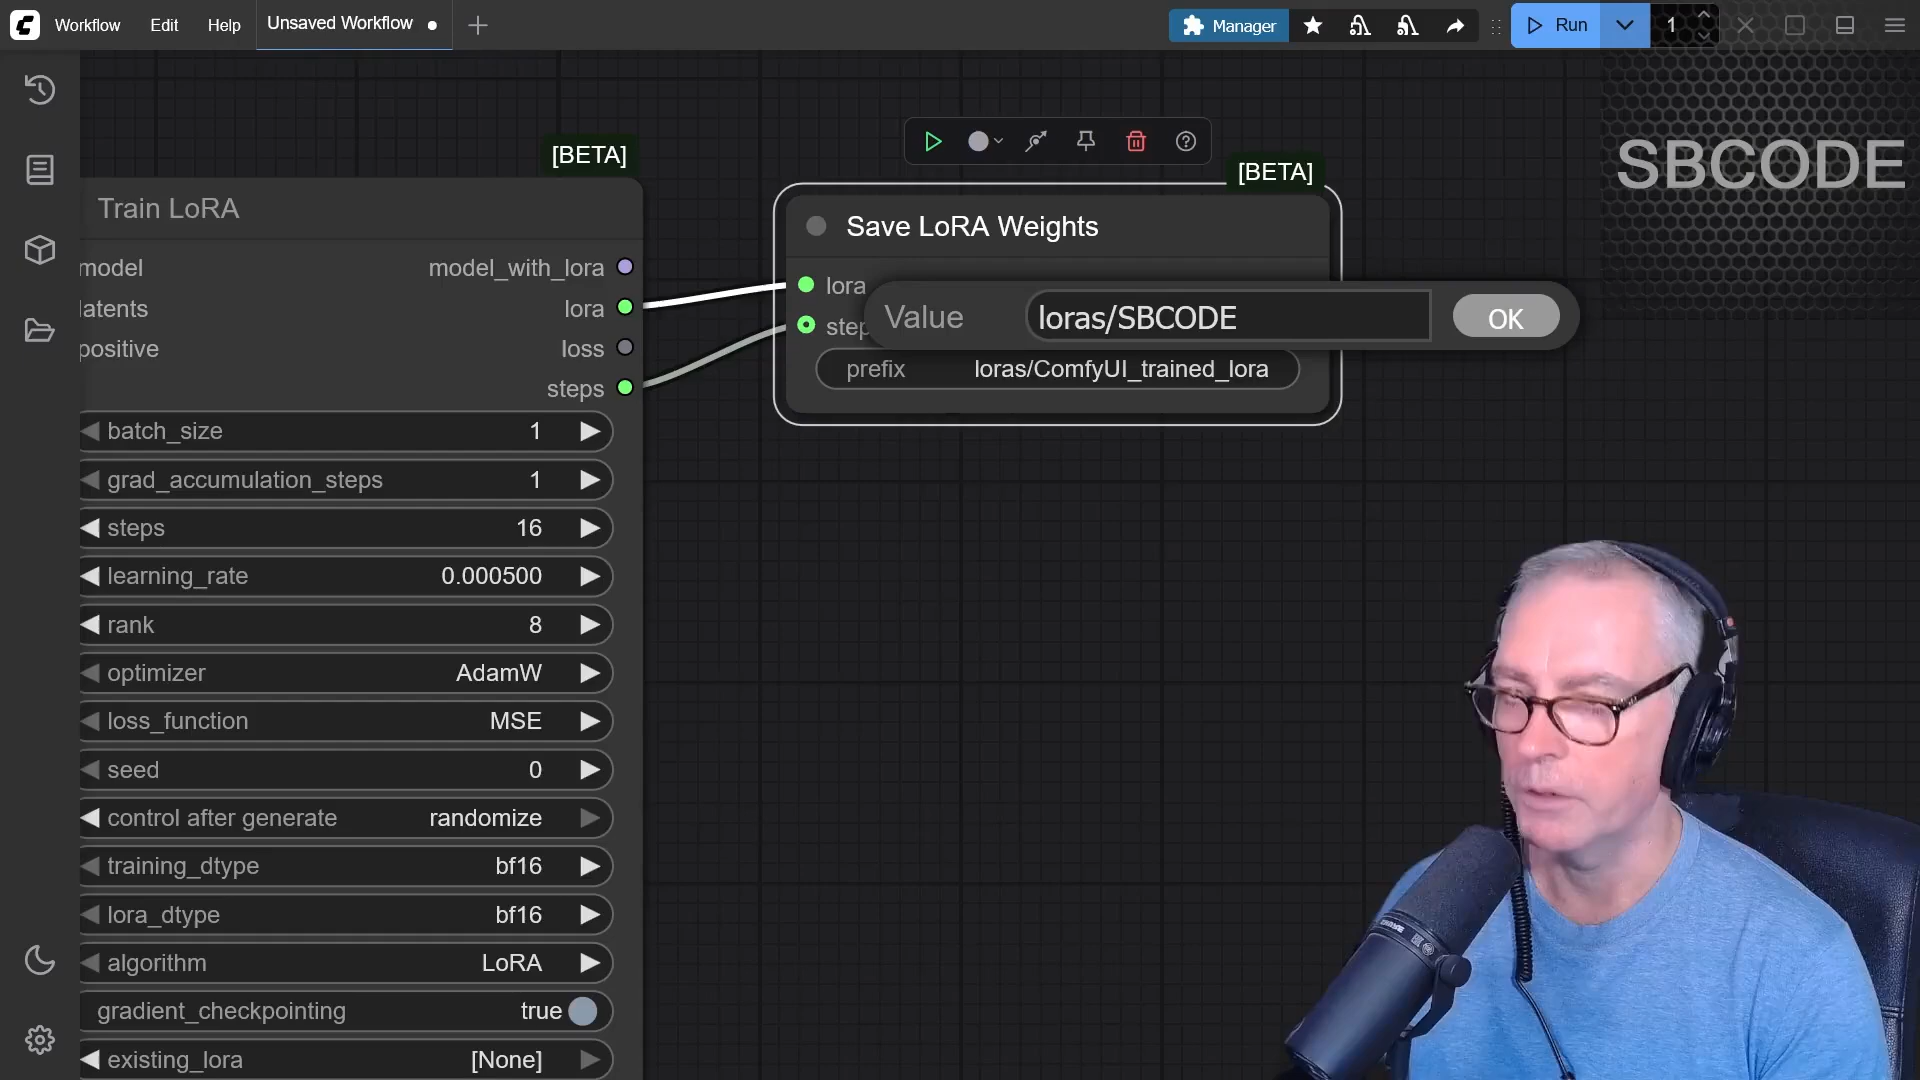 Workflow
Edit
Help
Unsaved Workflow
Manager
Run
1
SBCODE
[BETA]
Train LoRA
model
model_with_lora
latents
lora
positive
loss
steps
batch_size
1
grad_accumulation_steps
1
steps
16
learning_rate
0.000500
rank
8
optimizer
AdamW
loss_function
MSE
seed
0
control after generate
randomize
training_dtype
bf16
lora_dtype
bf16
algorithm
LoRA
gradient_checkpointing
true
existing_lora
[None]
[BETA]
Save LoRA Weights
lora
step
Value
loras/SBCODE
OK
prefix
loras/ComfyUI_trained_lora